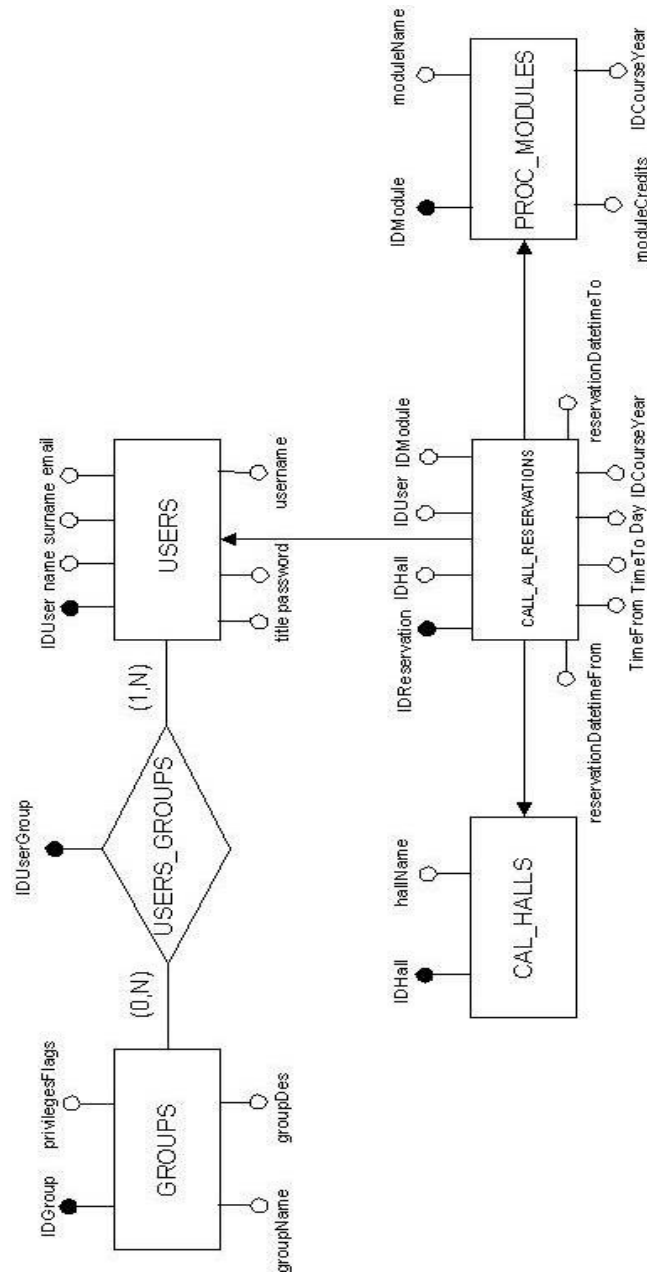 IDUserGroup
IDGroup
privilegesFlags
IDUser name surname email
(0,N)
(1,N)
GROUPS
USERS_GROUPS
USERS
groupName
groupDes
title password
username
IDHall
hallName
IDReservation
IDHall
IDUser IDModule
IDModule
moduleName
CAL_HALLS
CALL_ALL_RESERVATIONS
PROC_MODULES
reservationDatetimeFrom
reservationDatetimeTo
TimeFrom TimeTo Day IDCourseYear
moduleCredits
IDCourseYear